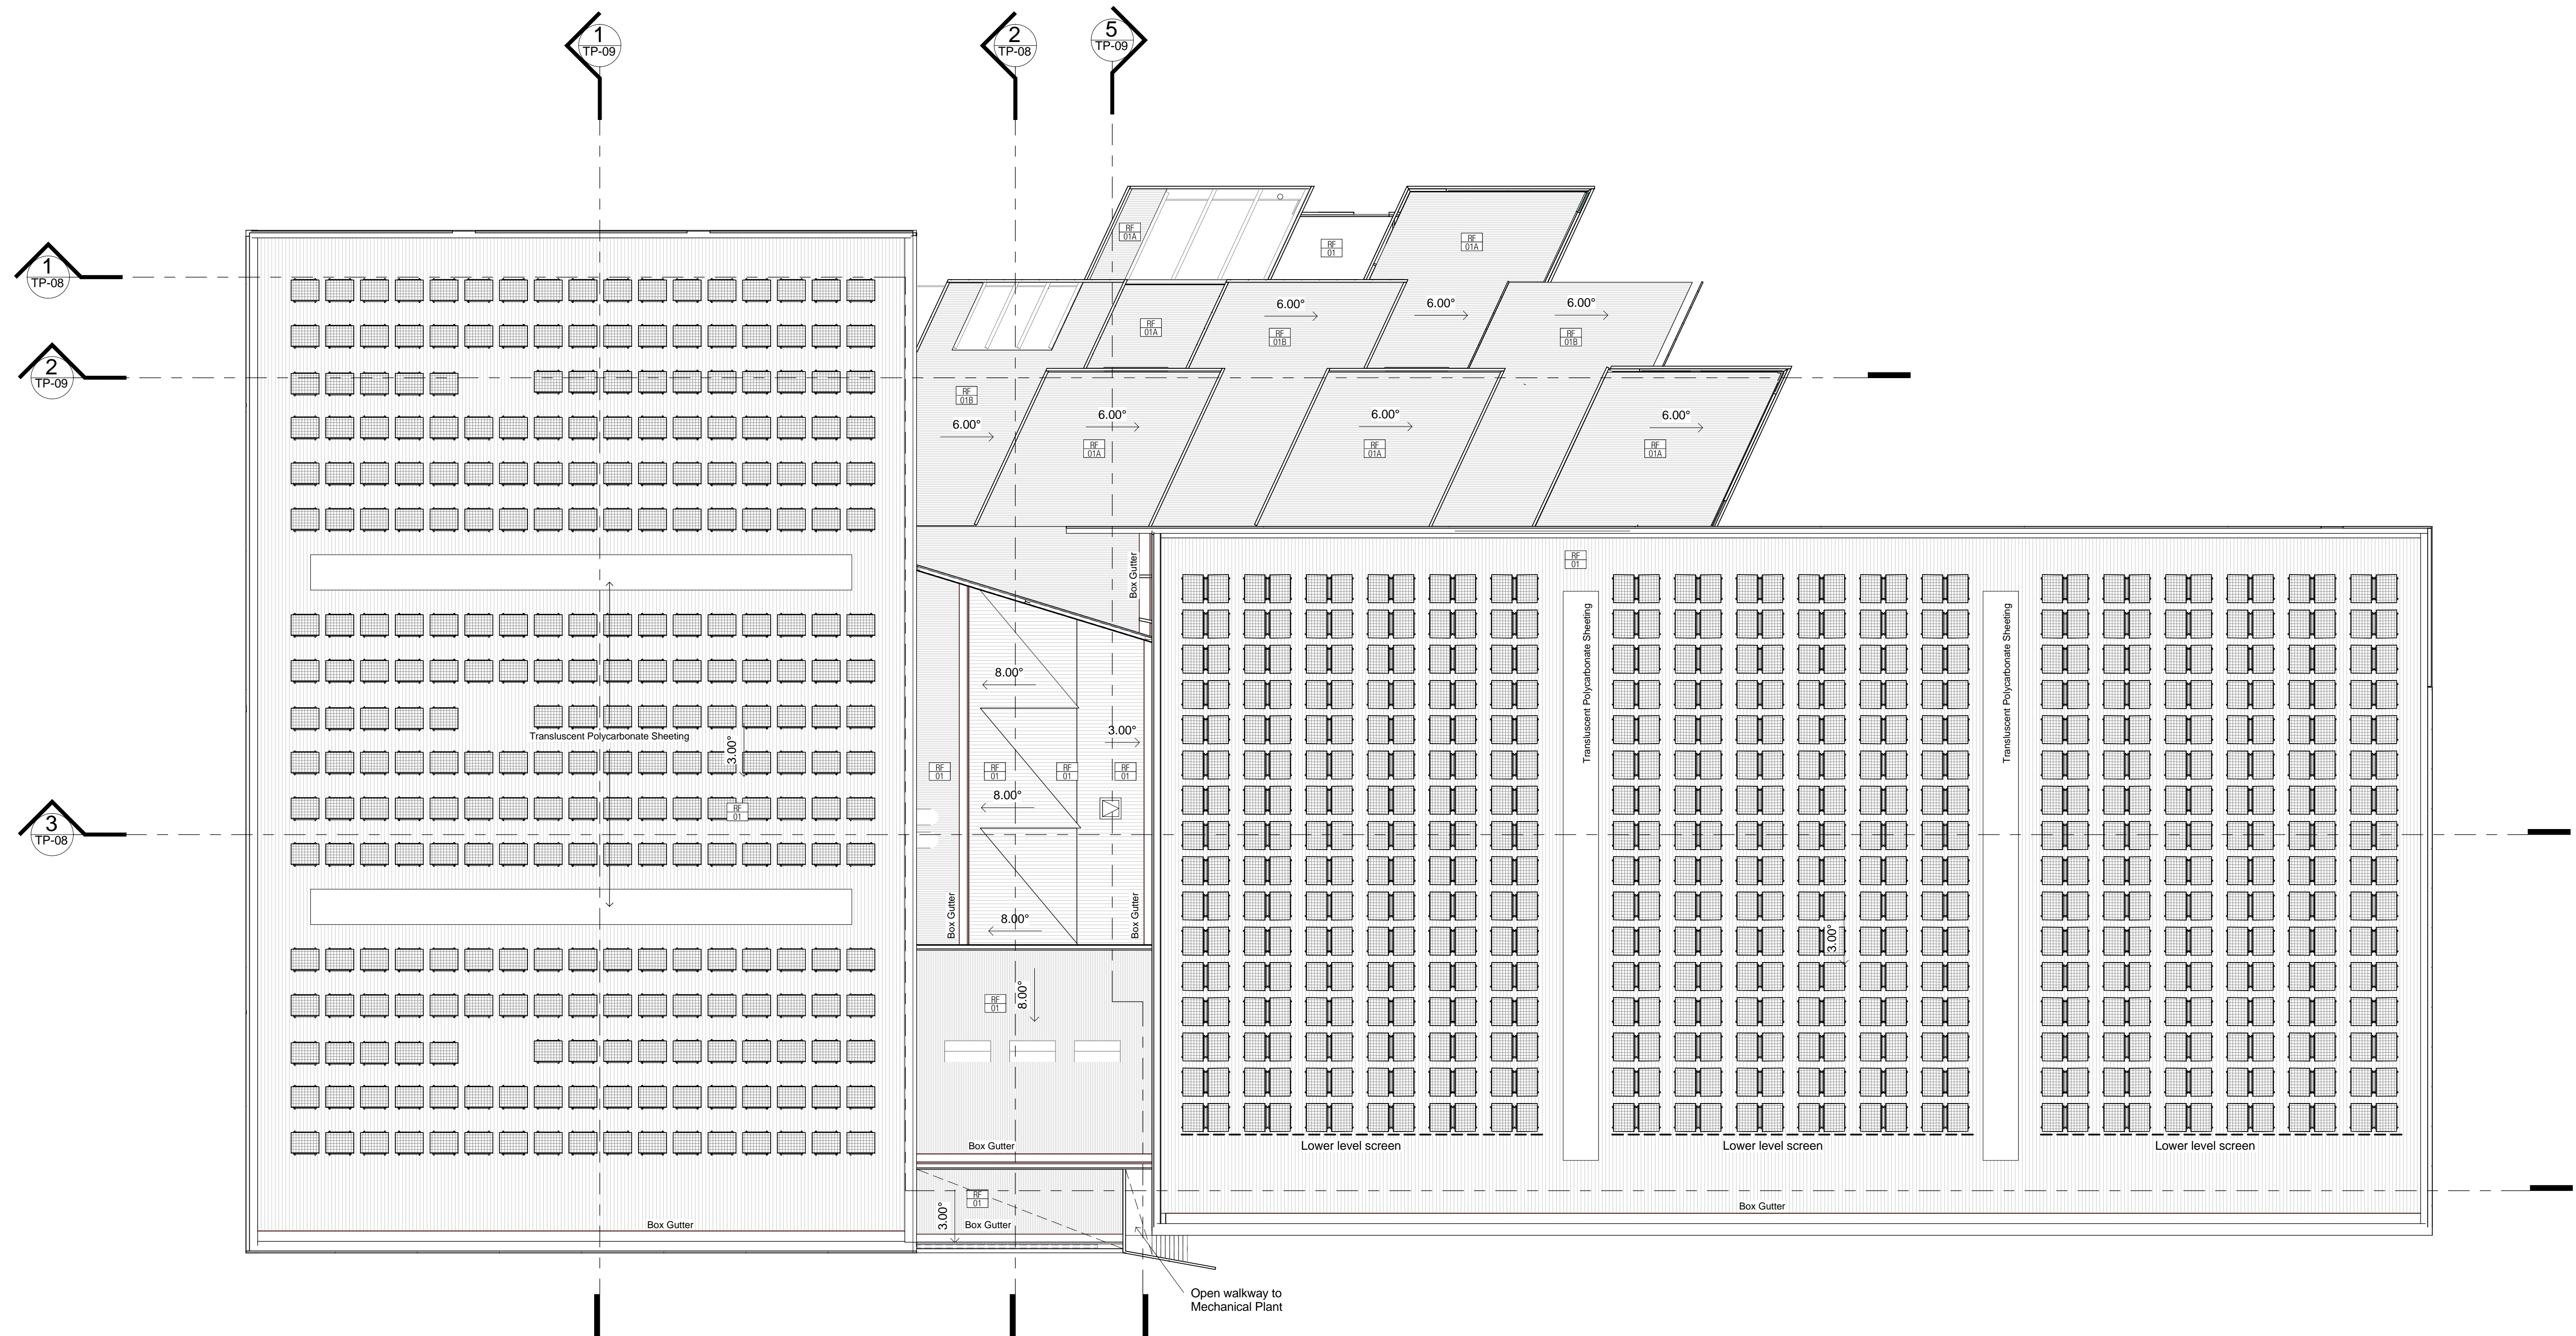 1
TP-09
2
TP-08
5
TP-09
1
TP-08
2
TP-09
3
TP-08
RF
01A
RF
01
RF
01A
6.00°
6.00°
6.00°
RF
01A
RF
01B
RF
01B
RF
01B
6.00°
6.00°
RF
01A
6.00°
RF
01A
6.00°
RF
01A
Box Gutter
RF
01
Transluscent Polycarbonate Sheeting
Transluscent Polycarbonate Sheeting
Transluscent Polycarbonate Sheeting
3.00°
RF
01
8.00°
3.00°
RF
01
RF
01
RF
01
RF
01
8.00°
8.00°
Box Gutter
Box Gutter
3.00°
RF
01
8.00°
Box Gutter
Lower level screen
Lower level screen
Lower level screen
RF
01
3.00°
Box Gutter
Box Gutter
Box Gutter
Open walkway to
Mechanical Plant